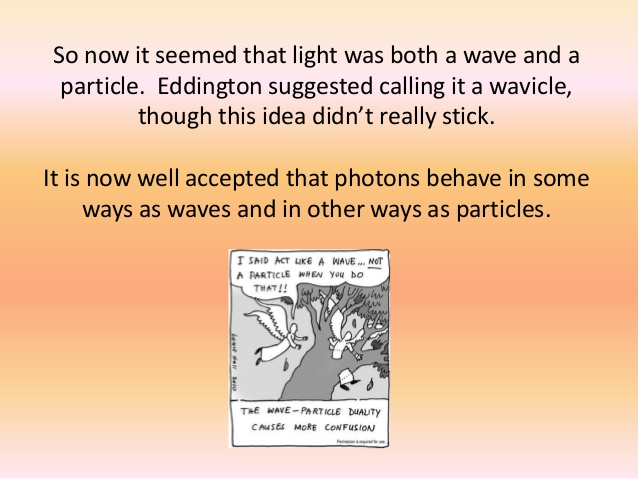 So now it seemed that light was both a wave and a
particle.  Eddington suggested calling it a wavicle,
though this idea didn’t really stick.
It is now well accepted that photons behave in some
ways as waves and in other ways as particles.
I SAID ACT LIKE A WAVE... NOT
A PARTICLE WHEN YOU DO
THAT!!
THE WAVE-PARTICLE DUALITY
CAUSES MORE CONFUSION
Permission is required for use